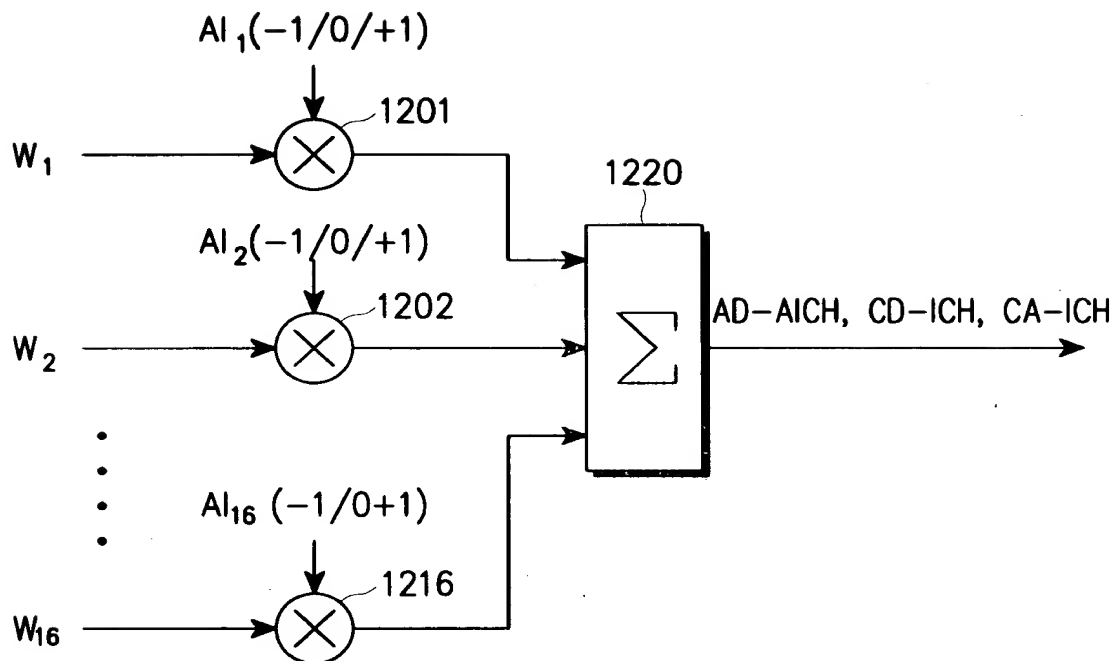 AI₁(-1/0/+1)
1201
W₁
1220
AI₂(-1/0/+1)
1202
AD-AICH, CD-ICH, CA-ICH
W₂
Σ
AI₁₆ (-1/0+1)
1216
W₁₆